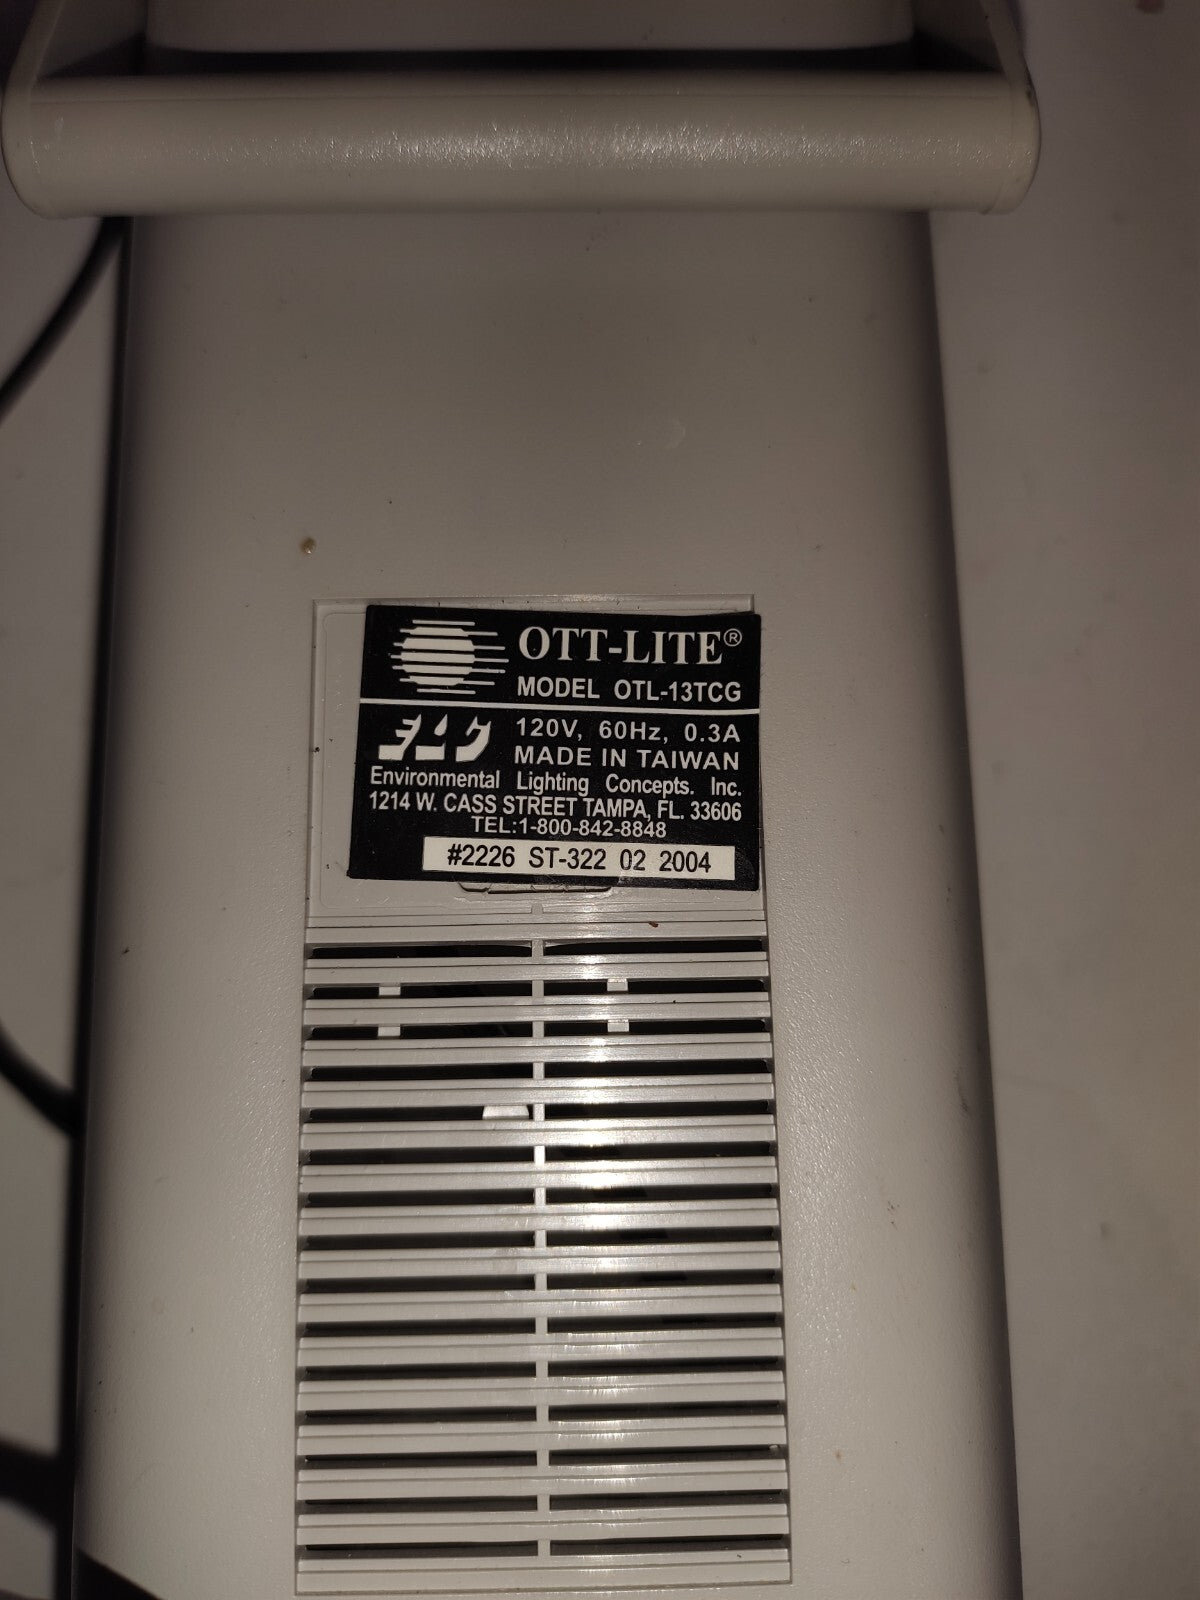 OTT-LITE®
MODEL OTL-13TCG
120V, 60Hz, 0.3A
MADE IN TAIWAN
Environmental Lighting Concepts. Inc.
1214 W. CASS STREET TAMPA, FL. 33606
TEL:1-800-842-8848
#2226 ST-322 02 2004